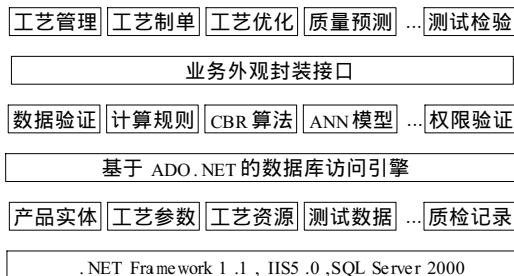 工艺管理 工艺制单 工艺优化 质量预测 ...测试检验
业务外观封装接口
数据验证 计算规则 CBR 算法 ANN 模型 ...权限验证
基于 ADO.NET 的数据库访问引擎
产品实体 工艺参数 工艺资源 测试数据 ...质检记录
.NET Framework 1 .1 , IIS5 .0 ,SQL Server 2000